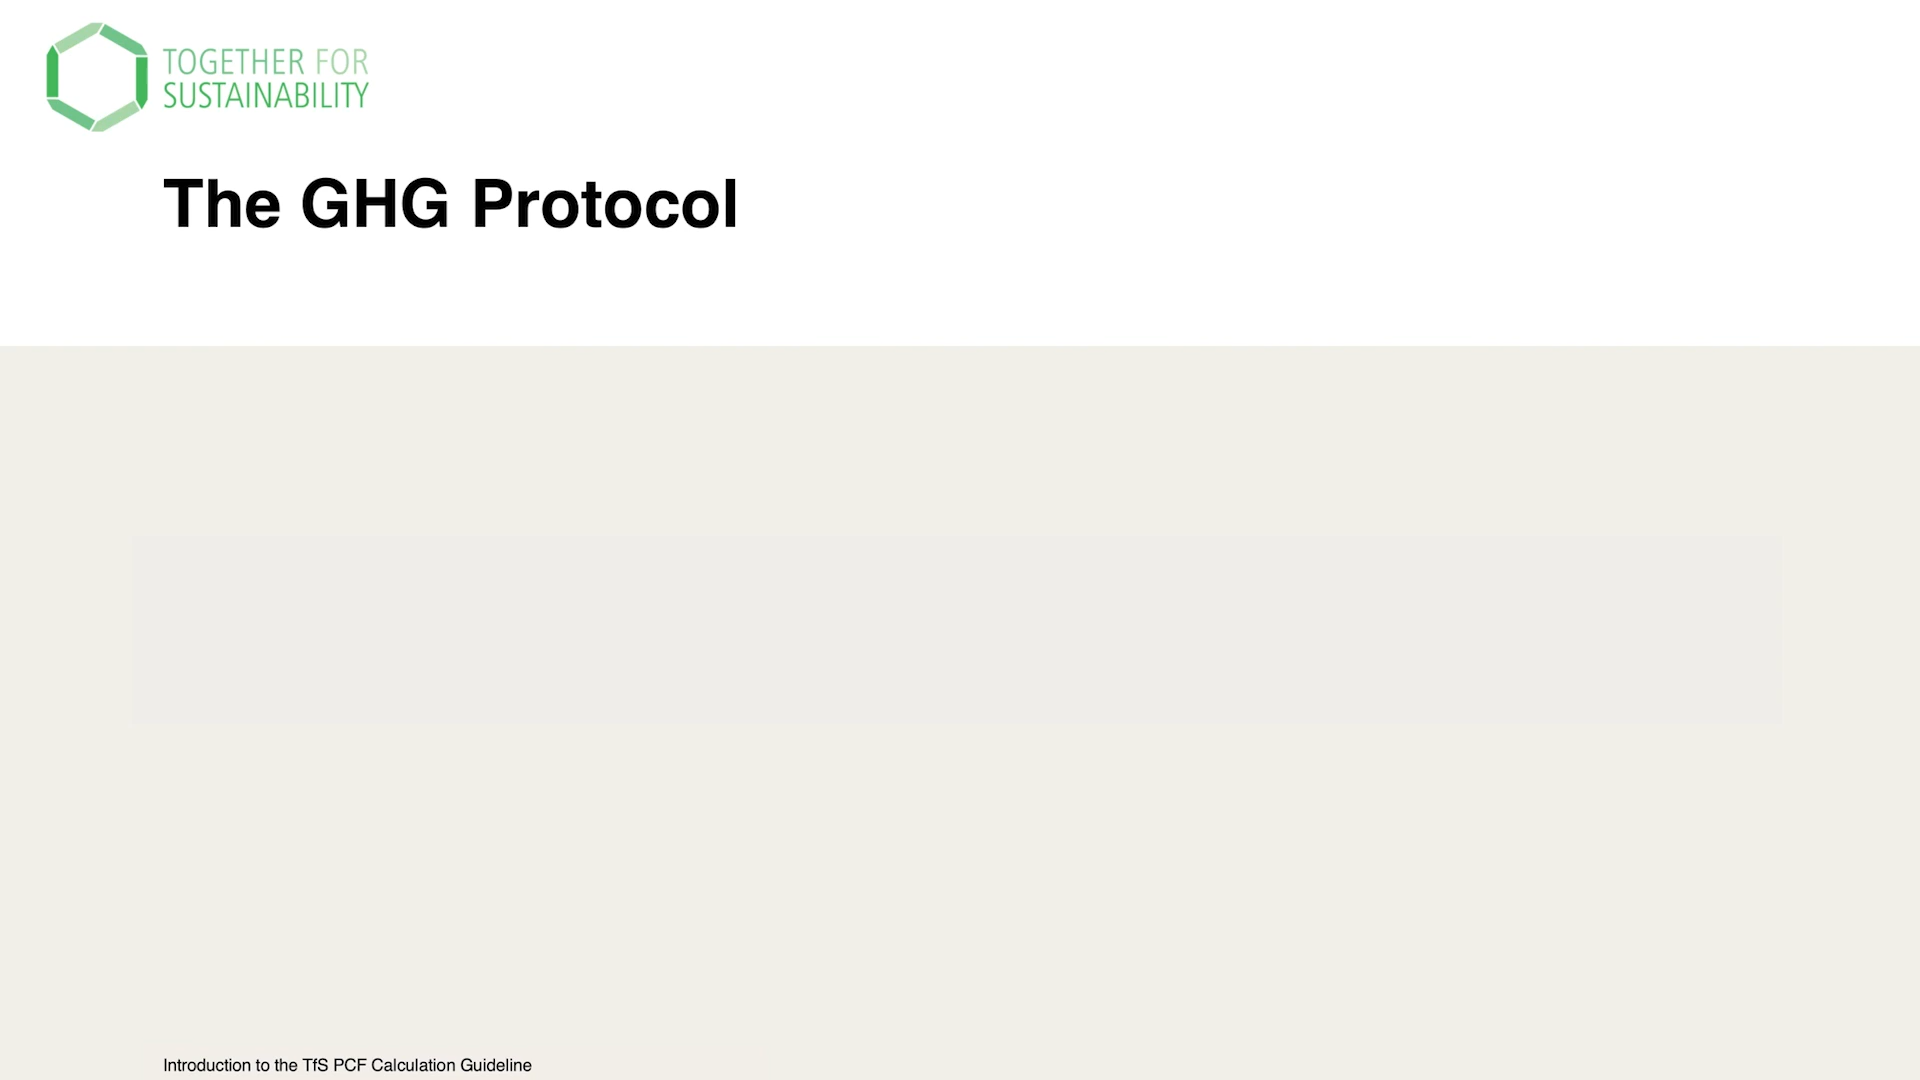 TOGETHER FOR
SUSTAINABILITY
The GHG Protocol
Introduction to the TfS PCF Calculation Guideline